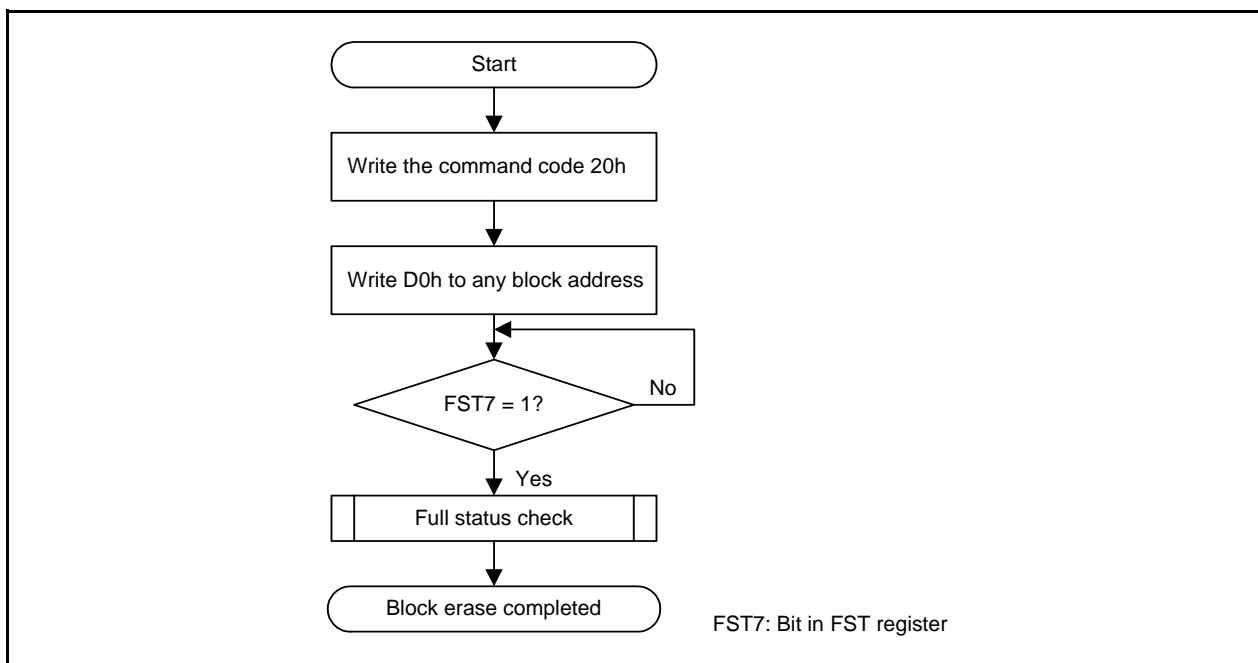 Start
Write the command code 20h
Write D0h to any block address
FST7 = 1?
No
Yes
Full status check
Block erase completed
FST7: Bit in FST register